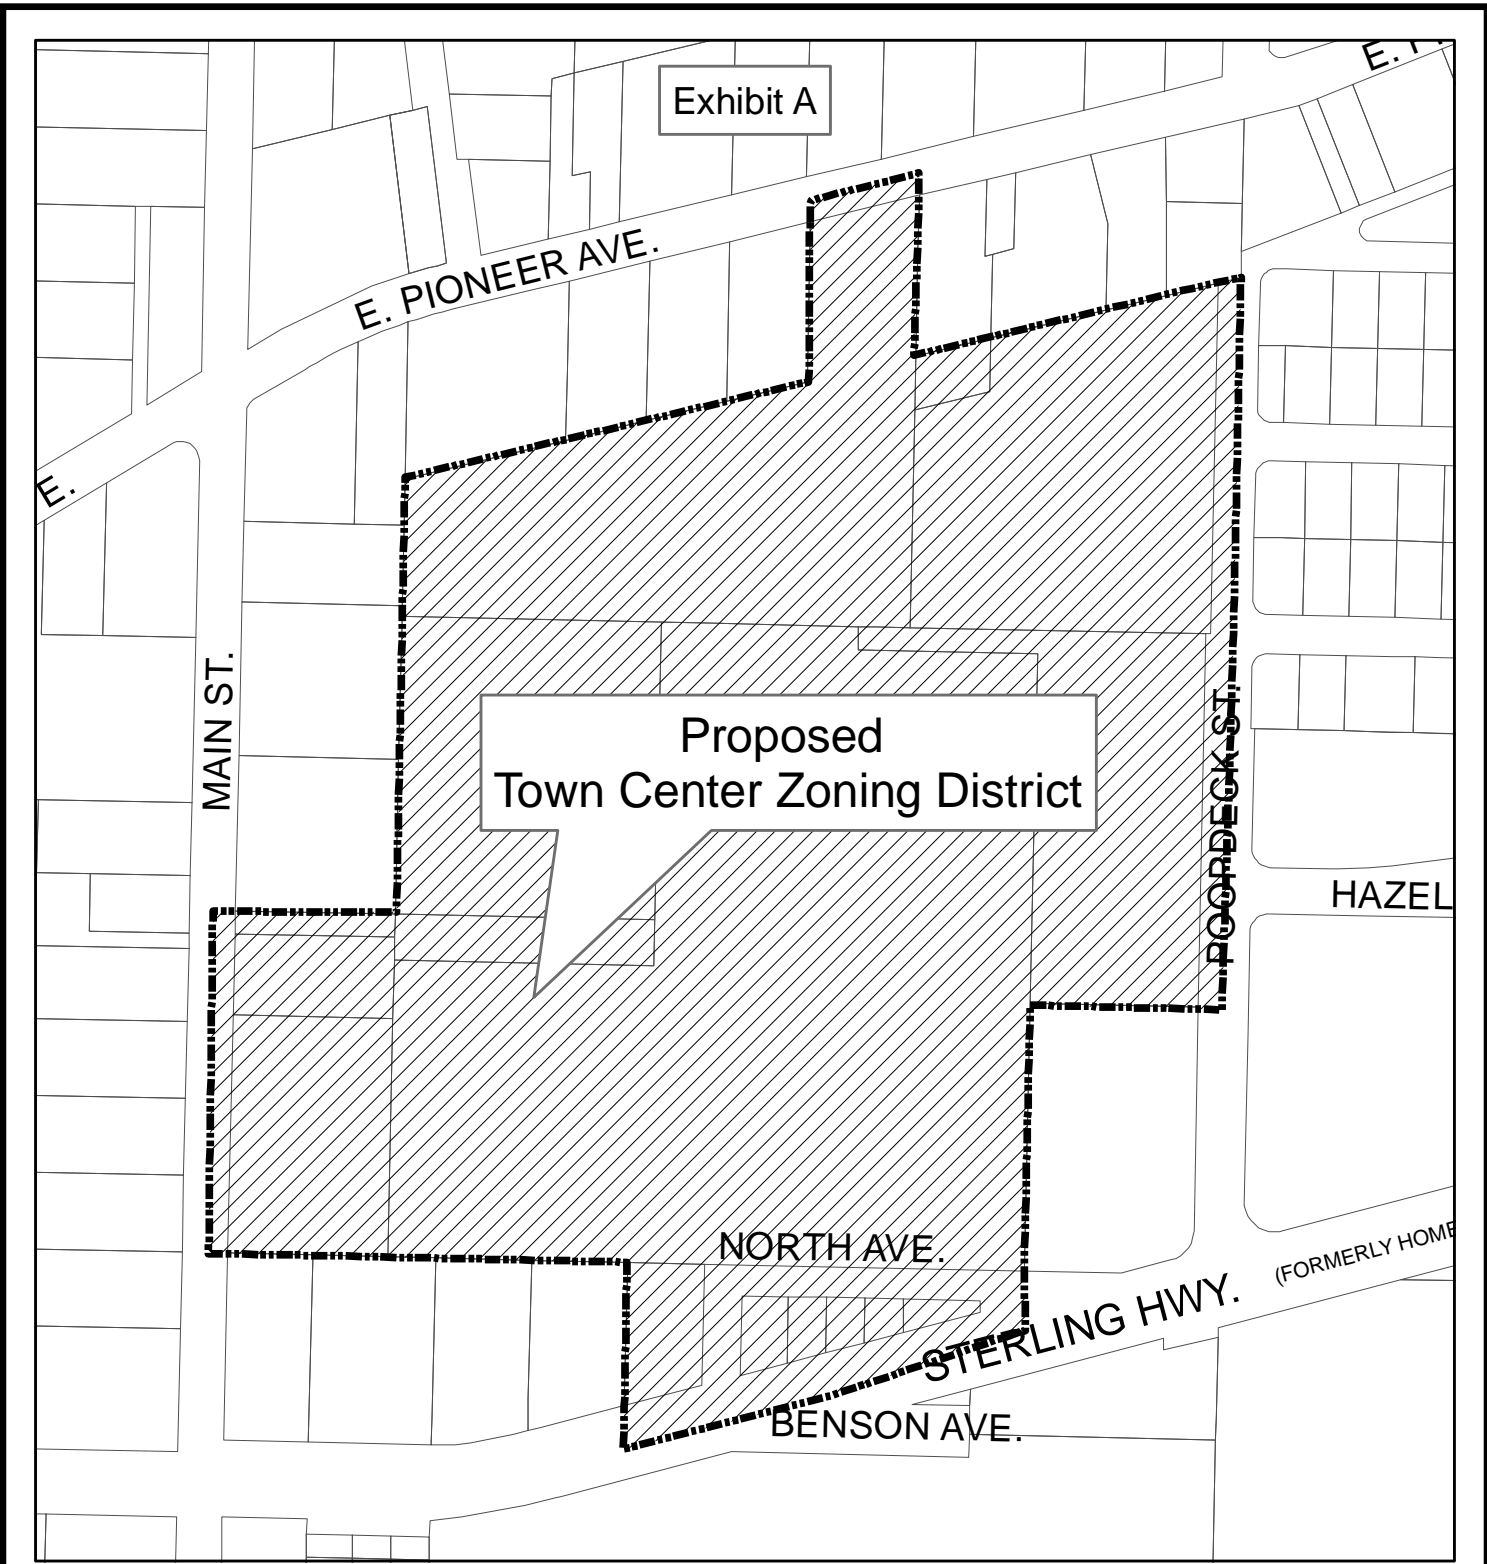 E. PI
Exhibit A
E. PIONEER AVE.
E.
MAIN ST.
Proposed
Town Center Zoning District
POOPDECK ST.
HAZEL
NORTH AVE.
STERLING HWY.
(FORMERLY HOME
BENSON AVE.